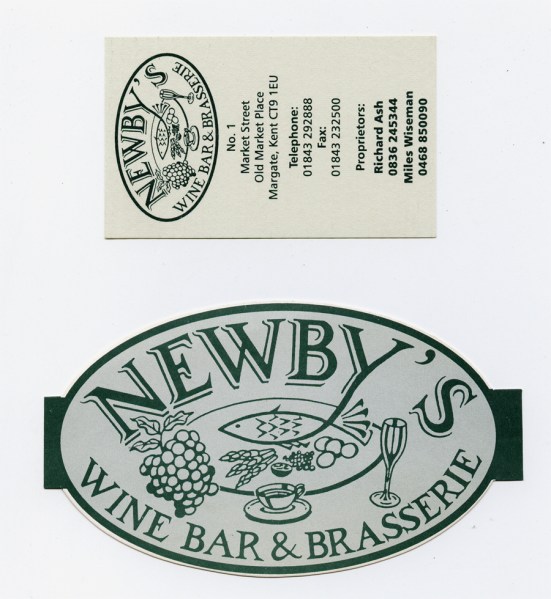 NEWBY'S
WINE BAR & BRASSERIE
No. 1
Market Street
Old Market Place
Margate, Kent CT9 1EU
Telephone:
01843 292888
Fax:
01843 232500
Proprietors:
Richard Ash
0836 245344
Miles Wiseman
0468 850090
NEWBY'S
WINE BAR & BRASSERIE